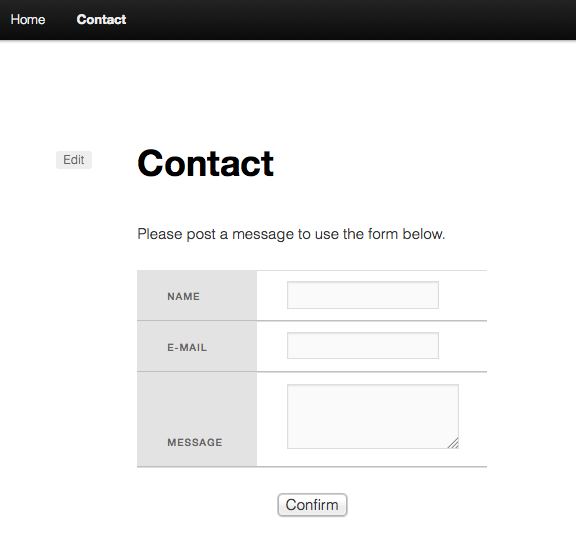 Home Contact
Edit
Contact
Please post a message to use the form below.
NAME
E-MAIL
MESSAGE
Confirm